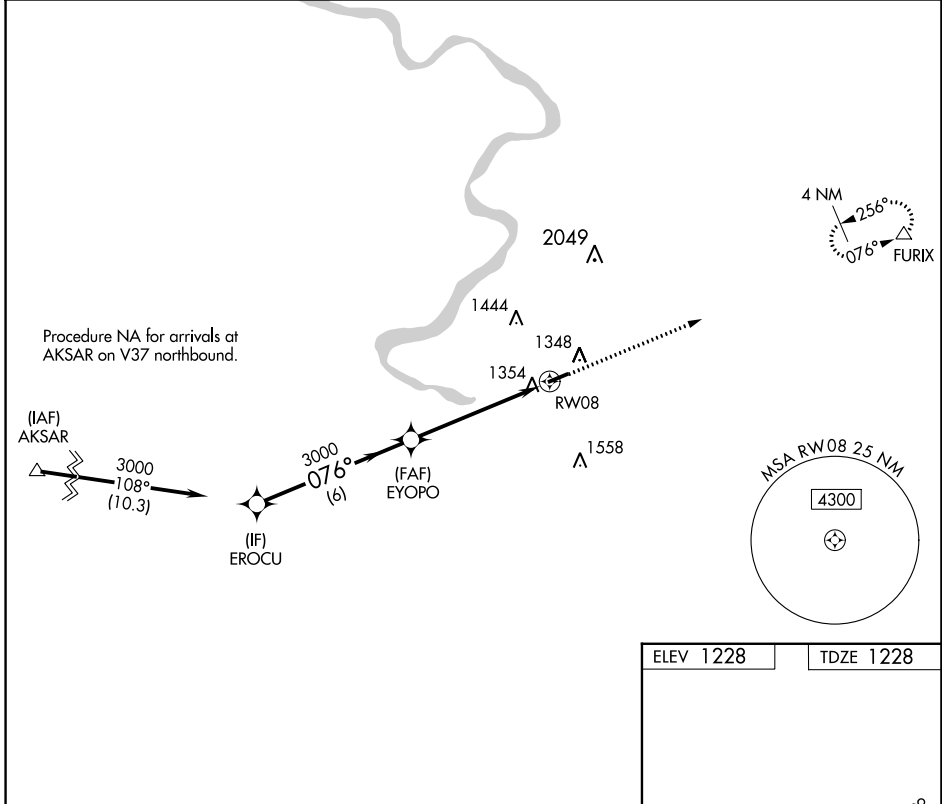 4 NM
256°
076°
FURIX
2049
1444
Procedure NA for arrivals at
AKSAR on V37 northbound.
1348
1354
RW08
(IAF)
AKSAR
3000
108°
(10.3)
3000
076°
(6)
(FAF)
EYOPO
1558
(IF)
EROCU
MSA RW08 25 NM
4300
ELEV 1228
TDZE 1228